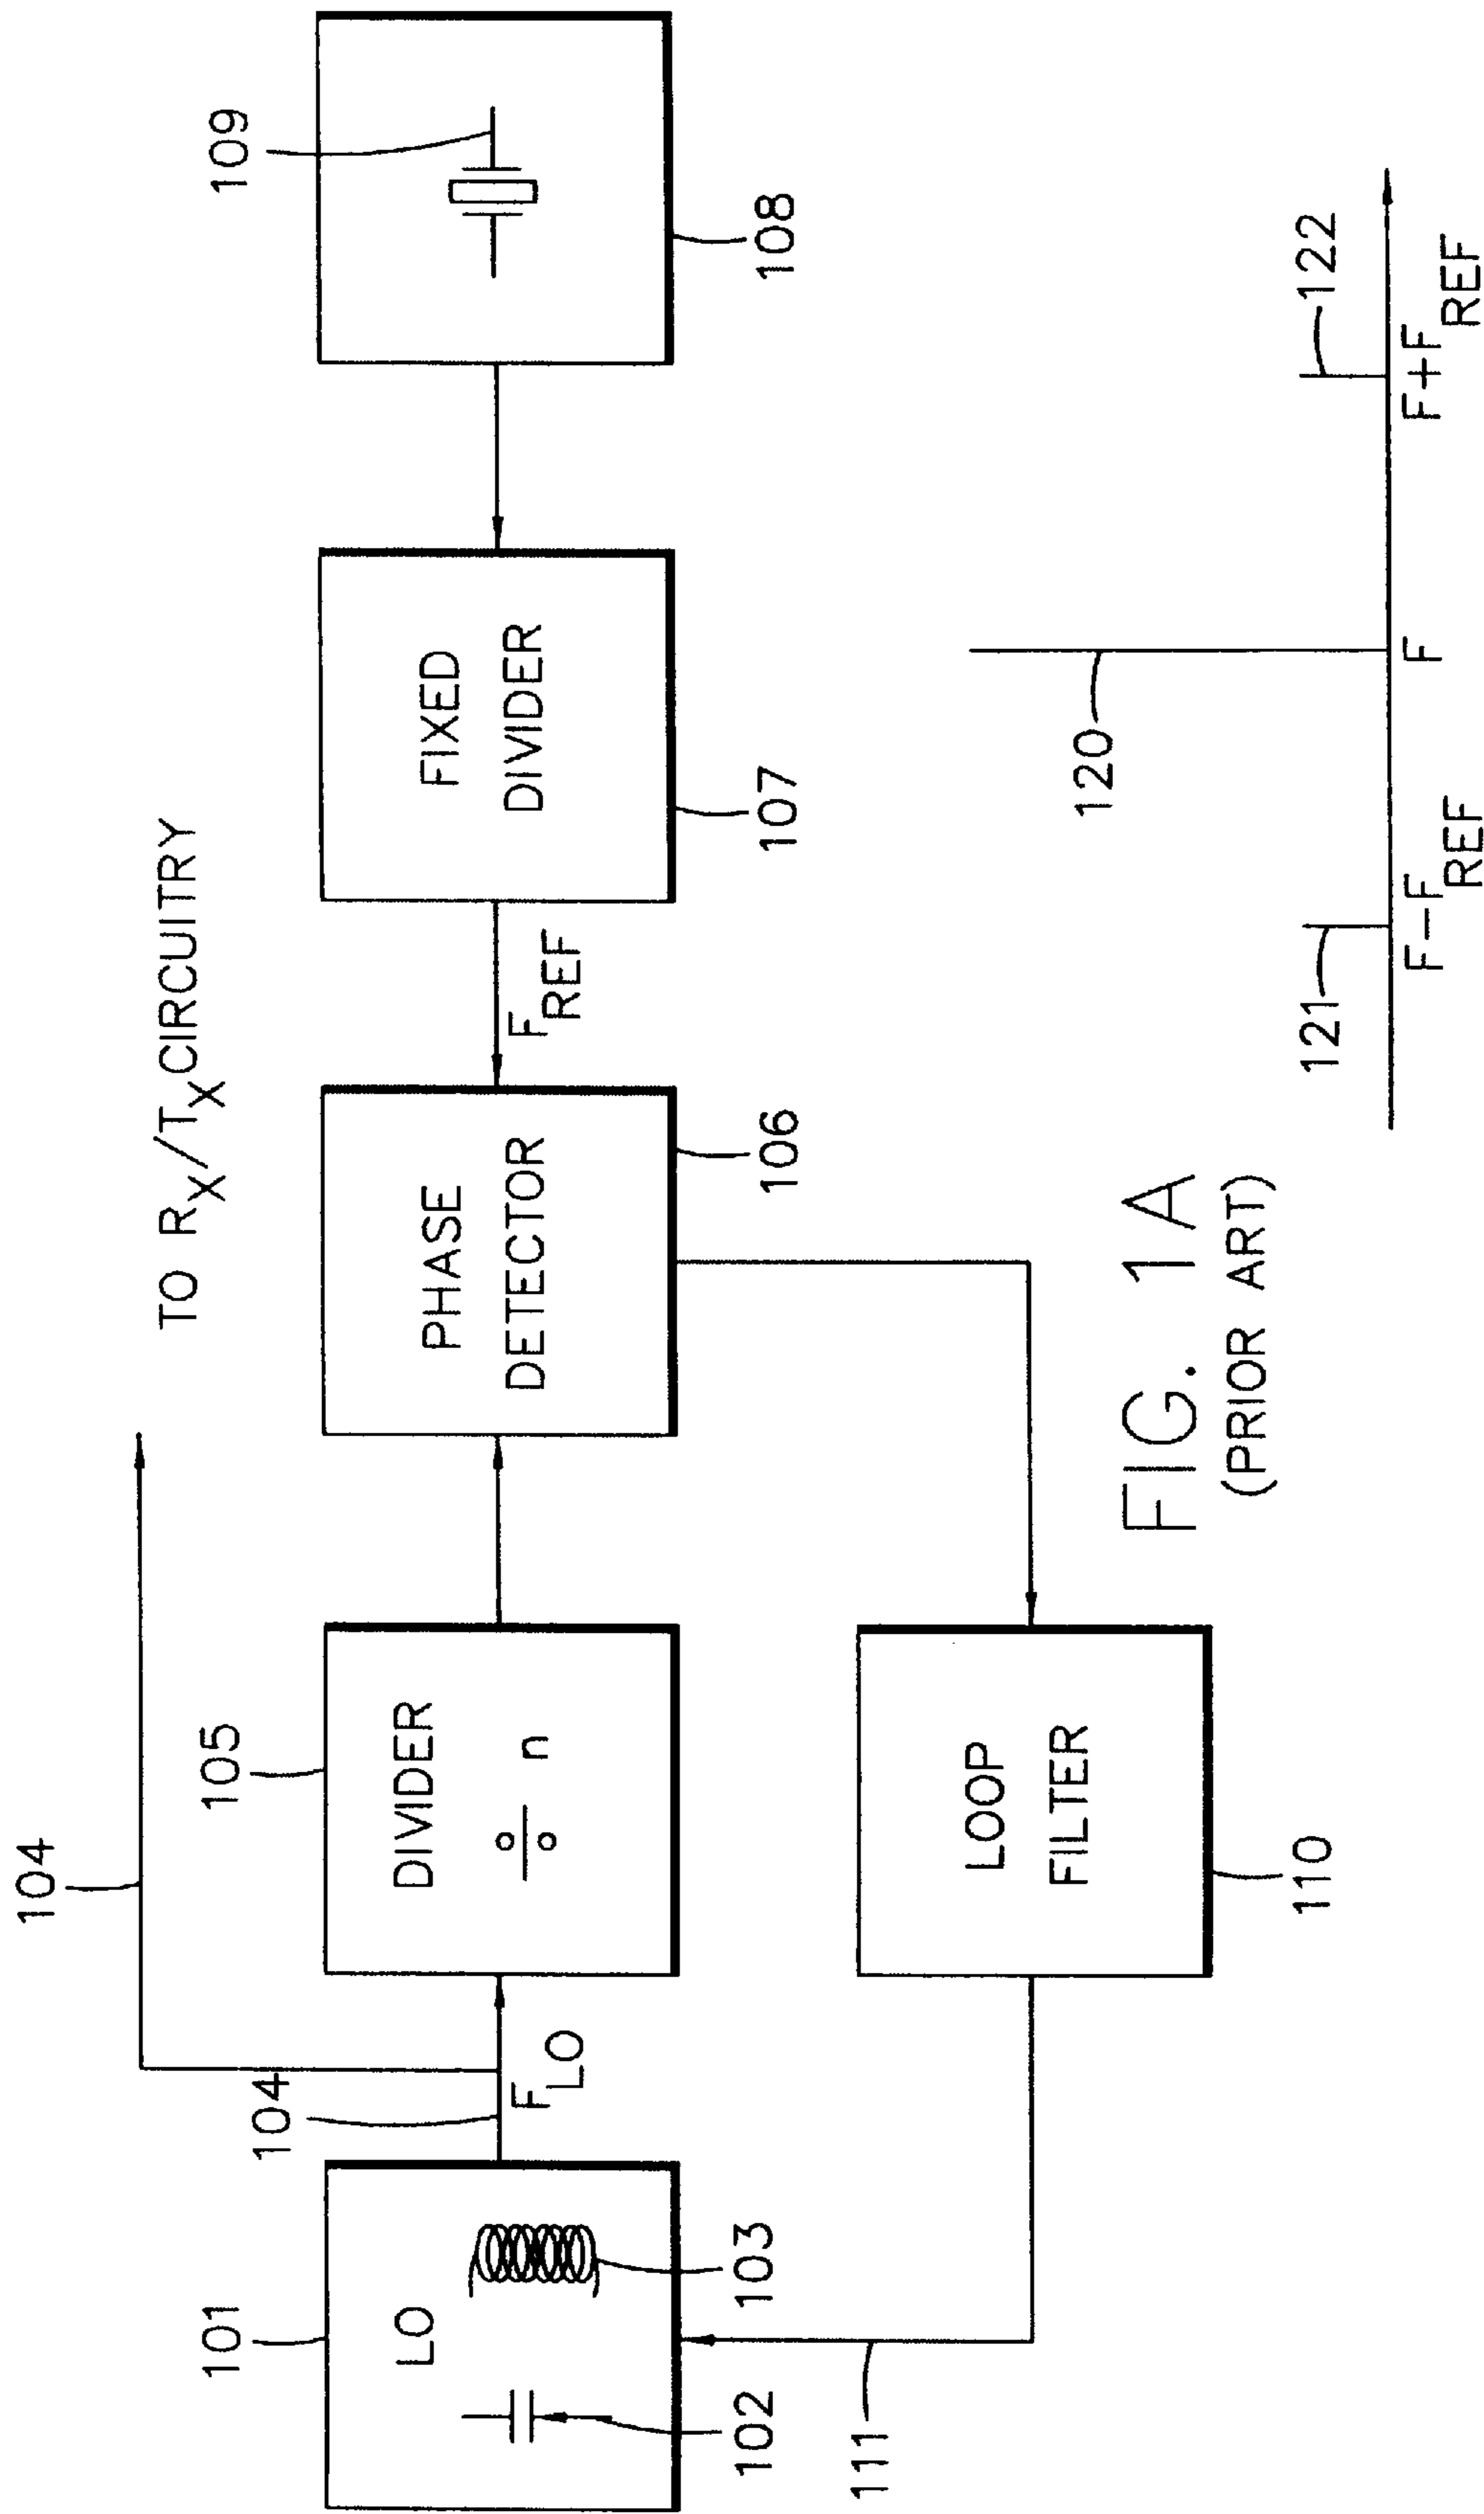 104
TO RX/TX CIRCUITRY
101
104
105
109
LO
DIVIDER
÷ n
PHASE
DETECTOR
FIXED
DIVIDER
FLO
FREF
102
103
106
107
108
111
LOOP
FILTER
110
FIG. 1A
(PRIOR ART)
120
121
122
F-FREF
F
F+FREF